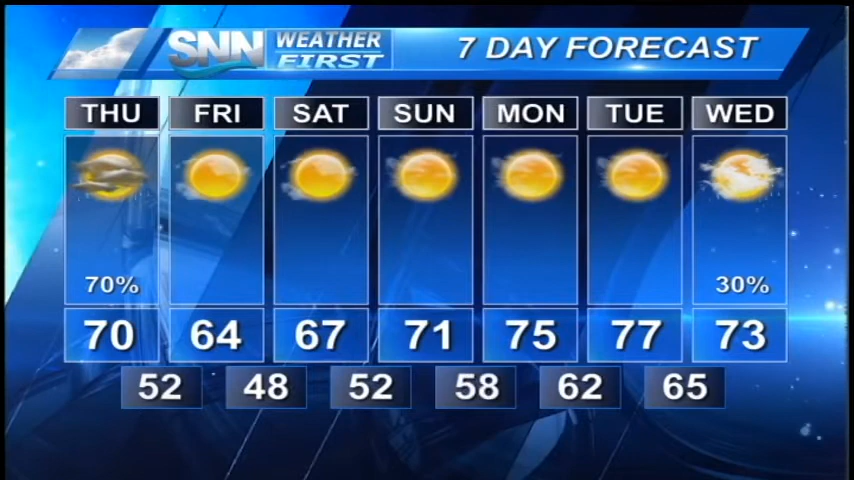 SNN WEATHER FIRST 7 DAY FORECAST
THU FRI SAT SUN MON TUE WED
70% 30%
70 64 67 71 75 77 73
52 48 52 58 62 65